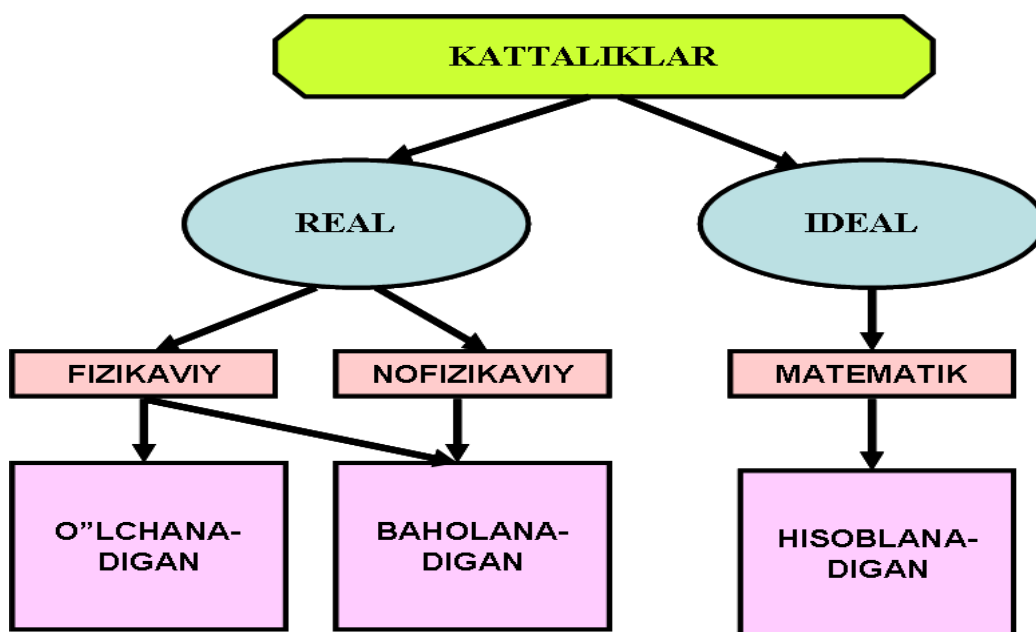 KATTALIKLAR
REAL
IDEAL
FIZIKAVIY
NOFIZIKAVIY
MATEMATIK
O”LCHANA-
DIGAN
BAHOLANA-
DIGAN
HISOBLANA-
DIGAN